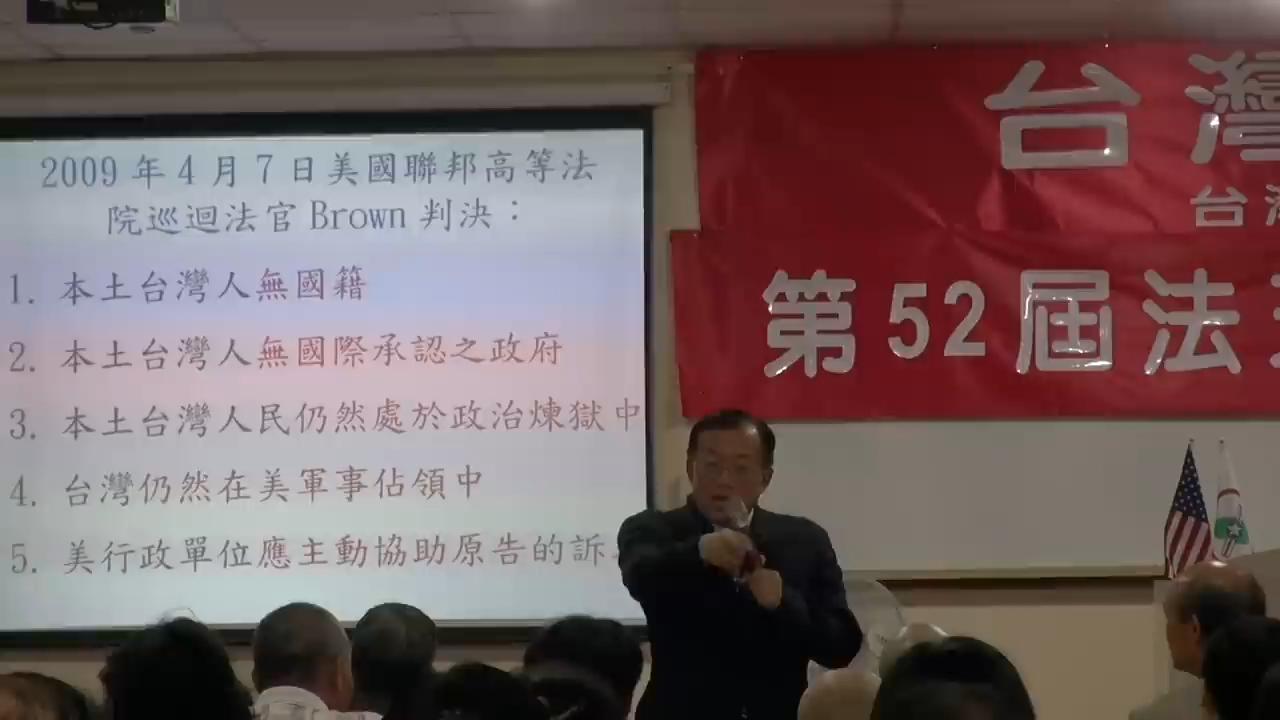 2009 年 4 月 7 日美國聯邦高等法
院巡迴法官 Brown 判決：
1. 本土台灣人無國籍
2. 本土台灣人無國際承認之政府
3. 本土台灣人民仍然處於政治煉獄中
4. 台灣仍然在美軍事佔領中
5. 美行政單位應主動協助原告的訴
台灣
台灣
第52屆法